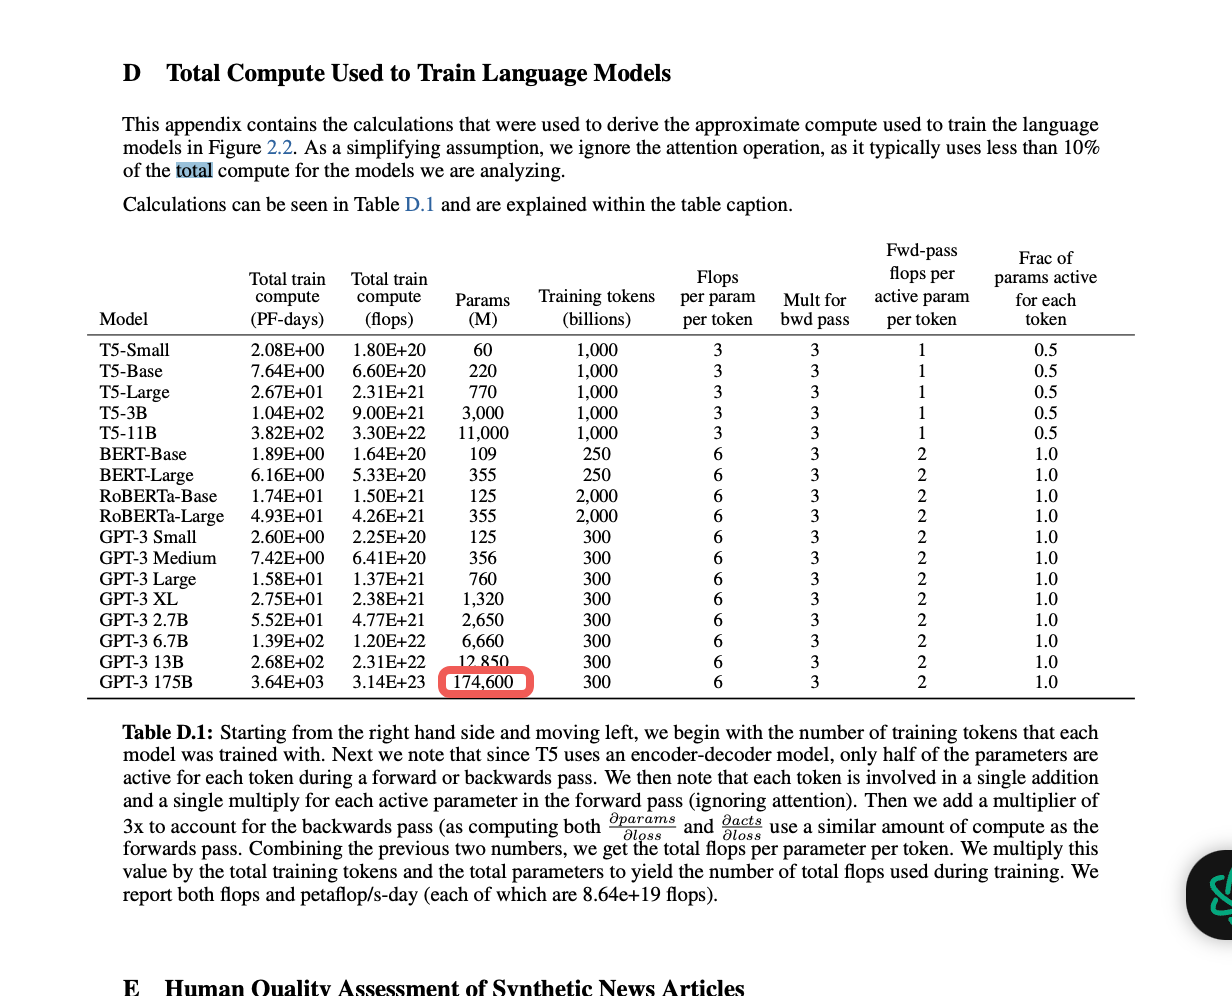 D Total Compute Used to Train Language Models
This appendix contains the calculations that were used to derive the approximate compute used to train the language
models in Figure 2.2. As a simplifying assumption, we ignore the attention operation, as it typically uses less than 10%
of the total compute for the models we are analyzing.
Calculations can be seen in Table D.1 and are explained within the table caption.
Model Total train compute (PF-days) Total train compute (flops) Params (M) Training tokens (billions) Flops per param per token Mult for bwd pass Fwd-pass flops per active param per token Frac of params active for each token
T5-Small 2.08E+00 1.80E+20 60 1,000 3 3 1 0.5
T5-Base 7.64E+00 6.60E+20 220 1,000 3 3 1 0.5
T5-Large 2.67E+01 2.31E+21 770 1,000 3 3 1 0.5
T5-3B 1.04E+02 9.00E+21 3,000 1,000 3 3 1 0.5
T5-11B 3.82E+02 3.30E+22 11,000 1,000 3 3 1 0.5
BERT-Base 1.89E+00 1.64E+20 109 250 6 3 2 1.0
BERT-Large 6.16E+00 5.33E+20 355 250 6 3 2 1.0
RoBERTa-Base 1.74E+01 1.50E+21 125 2,000 6 3 2 1.0
RoBERTa-Large 4.93E+01 4.26E+21 355 2,000 6 3 2 1.0
GPT-3 Small 2.60E+00 2.25E+20 125 300 6 3 2 1.0
GPT-3 Medium 7.42E+00 6.41E+20 356 300 6 3 2 1.0
GPT-3 Large 1.58E+01 1.37E+21 760 300 6 3 2 1.0
GPT-3 XL 2.75E+01 2.38E+21 1,320 300 6 3 2 1.0
GPT-3 2.7B 5.52E+01 4.77E+21 2,650 300 6 3 2 1.0
GPT-3 6.7B 1.39E+02 1.20E+22 6,660 300 6 3 2 1.0
GPT-3 13B 2.68E+02 2.31E+22 12,850 300 6 3 2 1.0
GPT-3 175B 3.64E+03 3.14E+23 174,600 300 6 3 2 1.0
Table D.1: Starting from the right hand side and moving left, we begin with the number of training tokens that each
model was trained with. Next we note that since T5 uses an encoder-decoder model, only half of the parameters are
active for each token during a forward or backwards pass. We then note that each token is involved in a single addition
and a single multiply for each active parameter in the forward pass (ignoring attention). Then we add a multiplier of
3x to account for the backwards pass (as computing both ∂params/∂loss and ∂acts/∂loss use a similar amount of compute as the
forwards pass. Combining the previous two numbers, we get the total flops per parameter per token. We multiply this
value by the total training tokens and the total parameters to yield the number of total flops used during training. We
report both flops and petaflop/s-day (each of which are 8.64e+19 flops).
E Human Quality Assessment of Synthetic News Articles